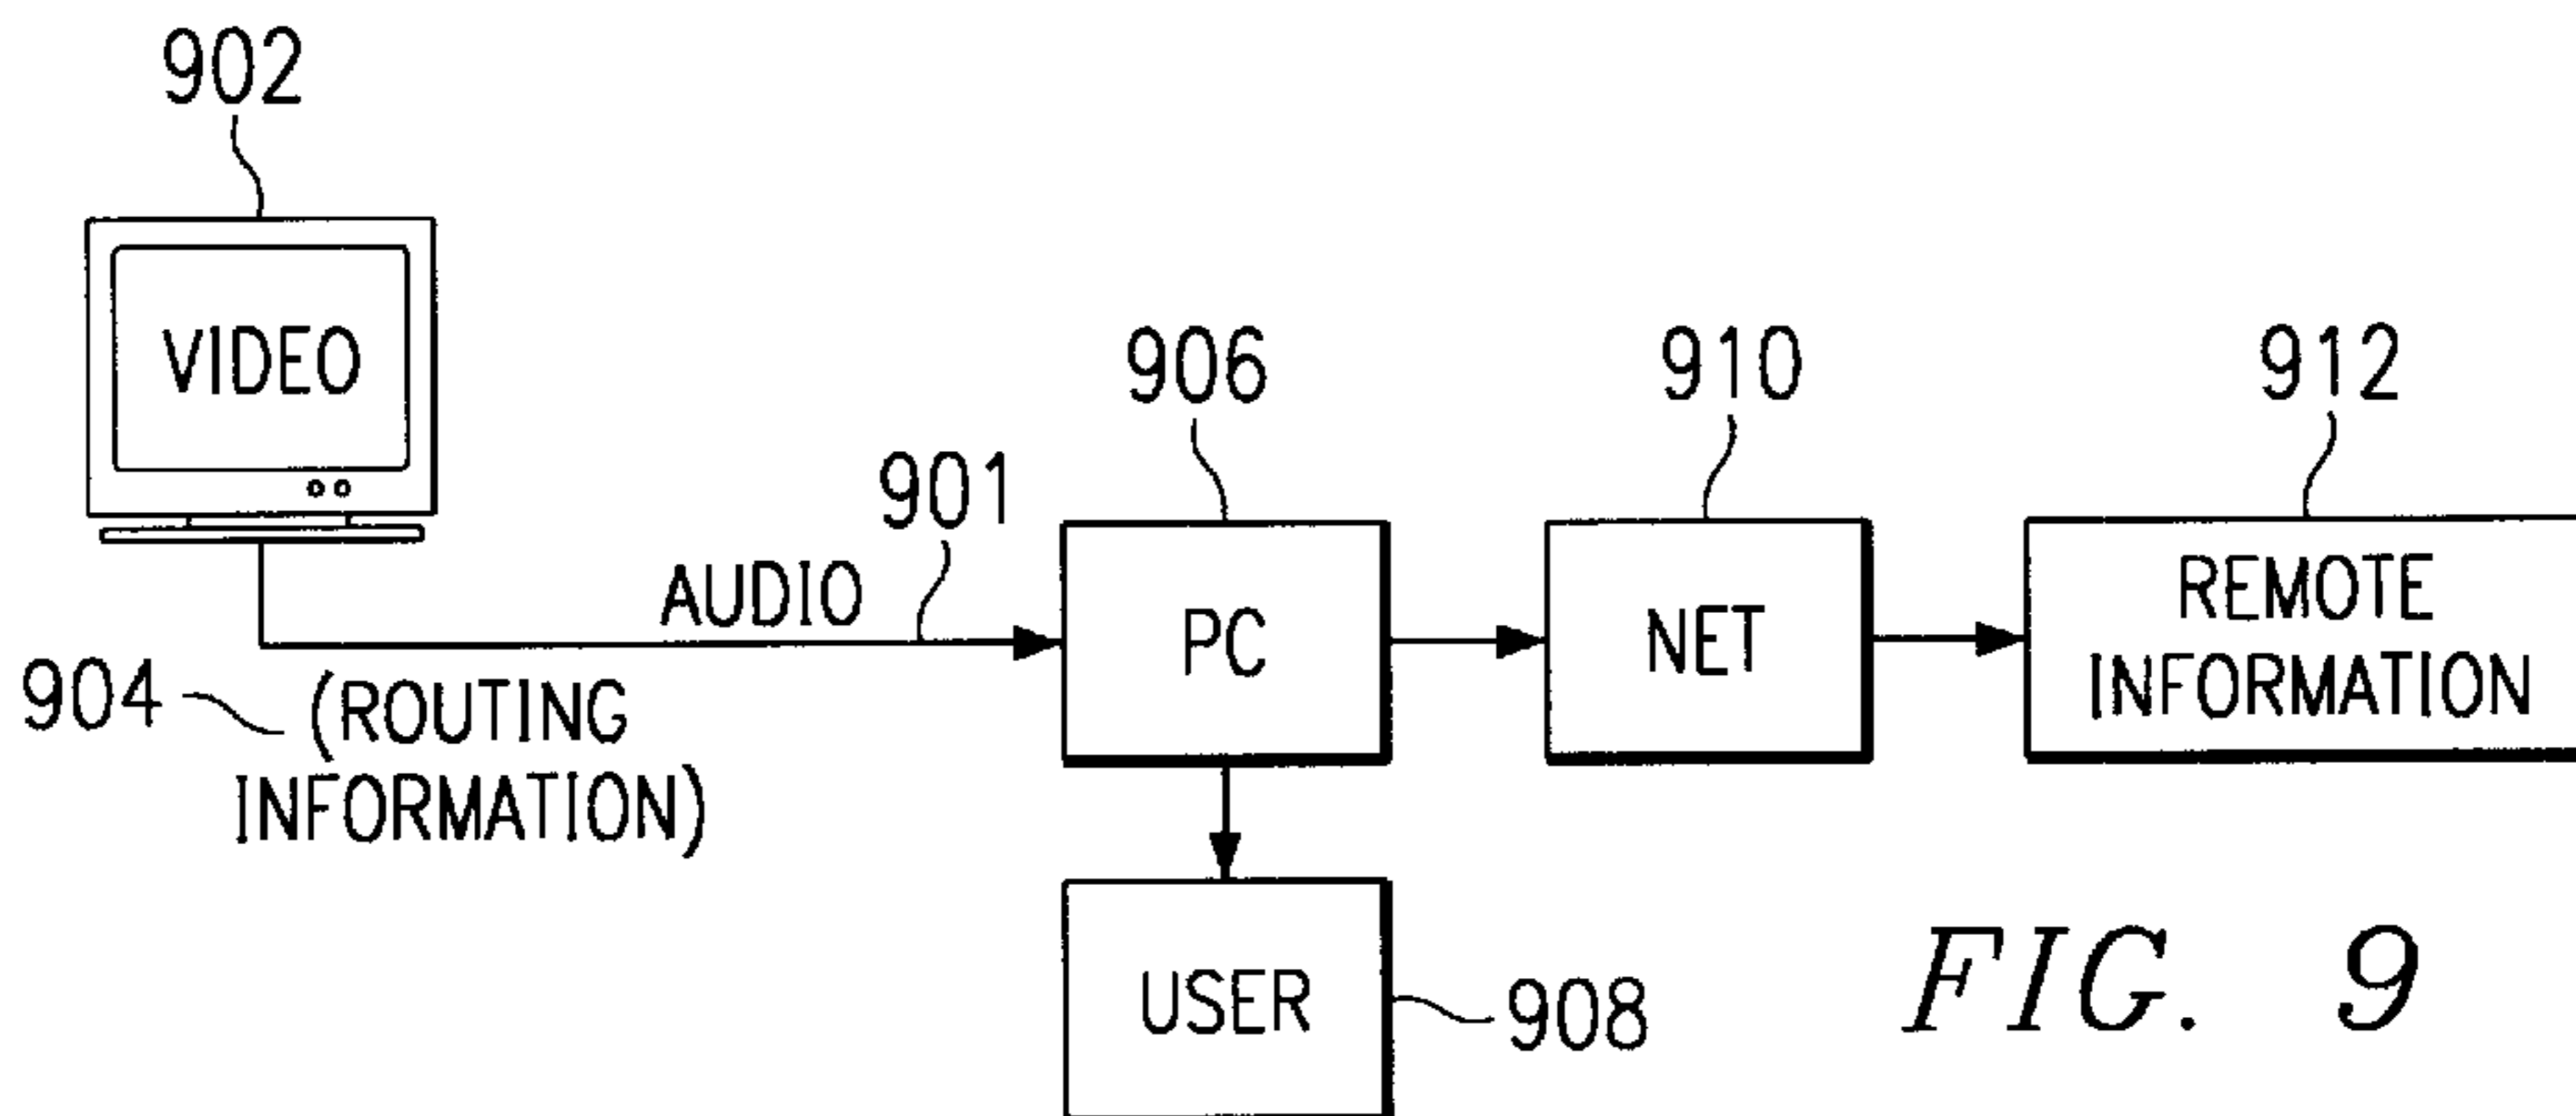 902
VIDEO
906
910
912
901
AUDIO
PC
NET
REMOTE
INFORMATION
904
(ROUTING
INFORMATION)
USER
908
FIG. 9